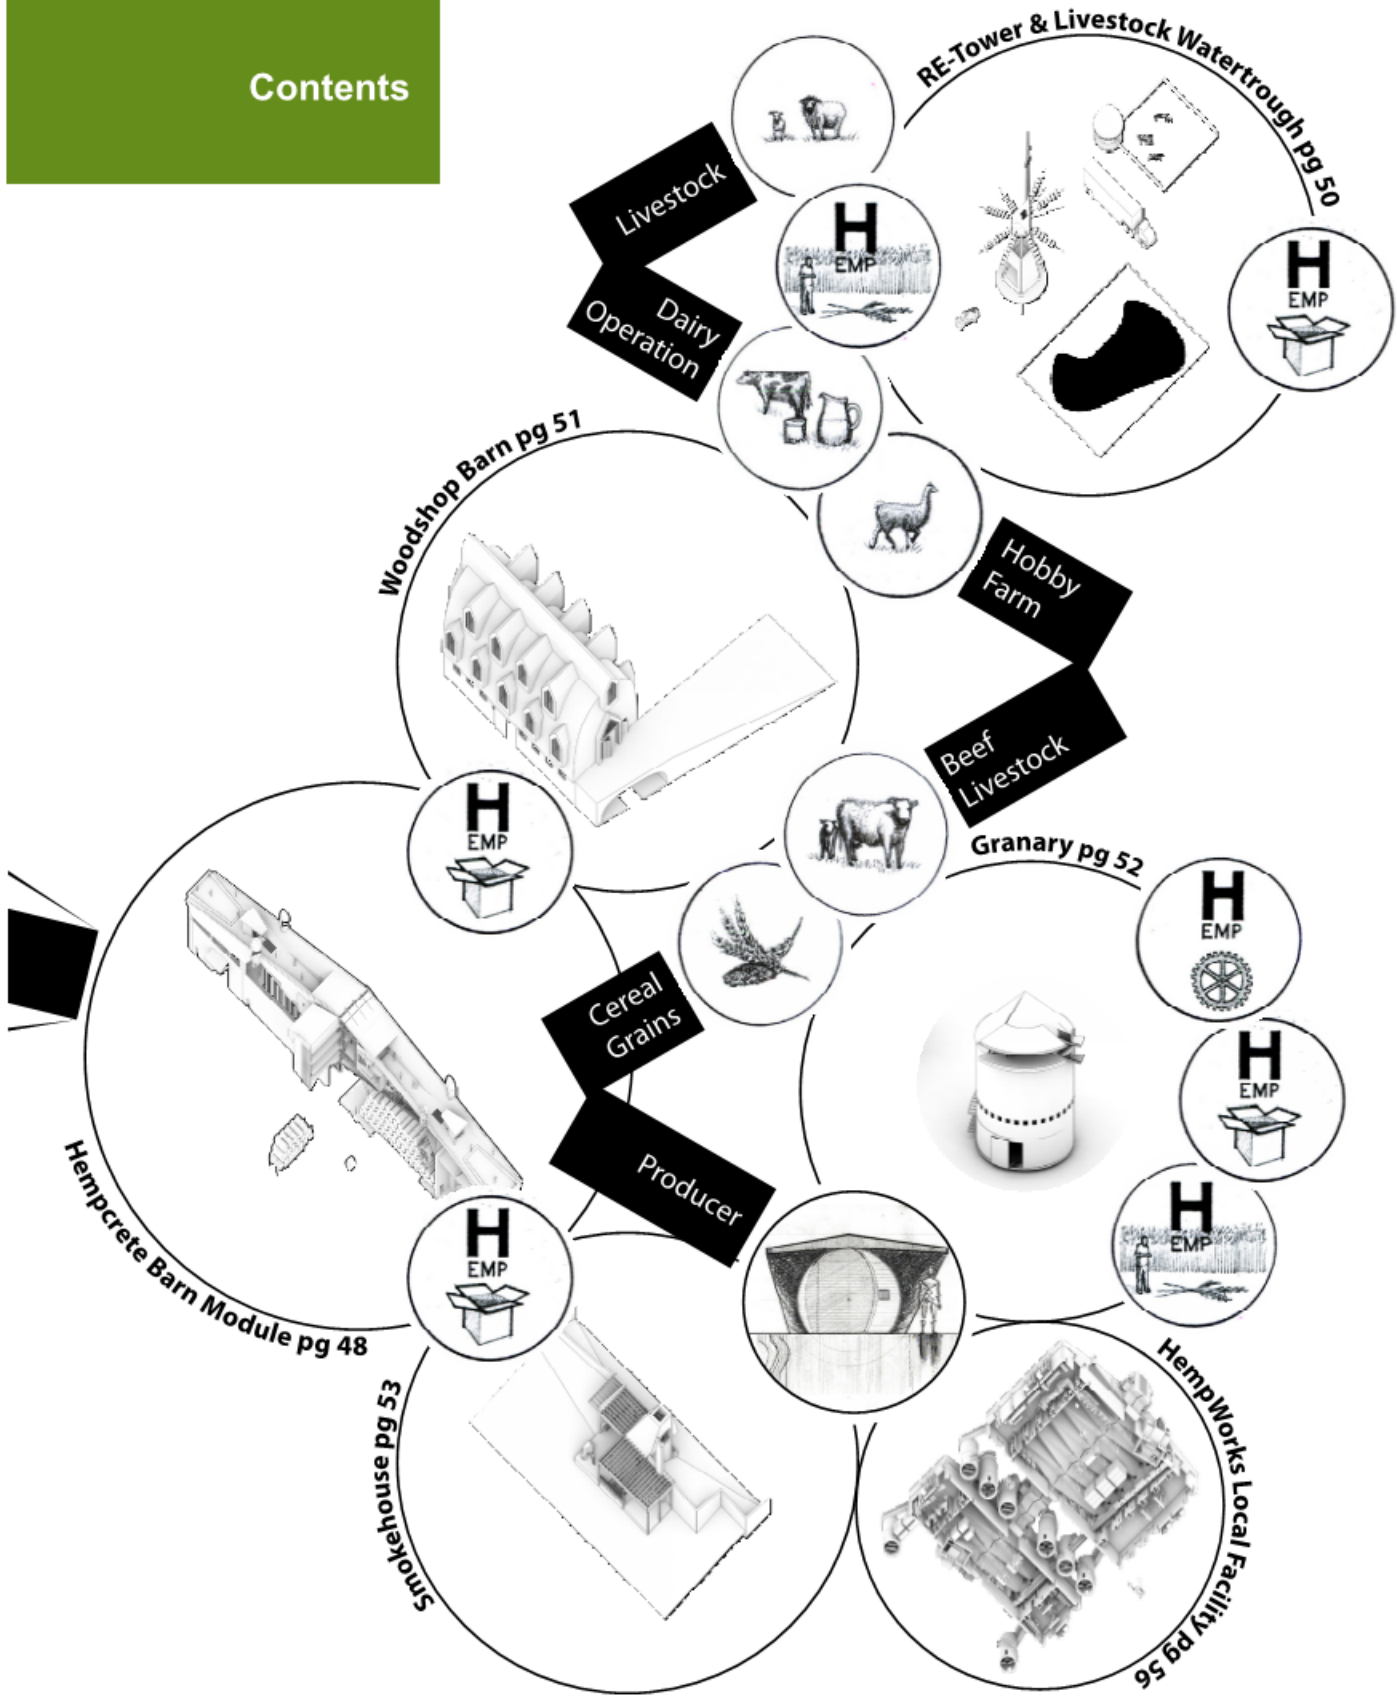 Contents
RE-Tower & Livestock Watertrough pg 50
Livestock
H
EMP
H
EMP
Dairy
Operation
Woodshop Barn pg 51
Hobby
Farm
Beef
Livestock
H
EMP
Granary pg 52
H
EMP
Cereal
Grains
H
EMP
Producer
H
EMP
H
EMP
Hempcrete Barn Module pg 48
HempWorks Local Facility pg 56
Smokehouse pg 53